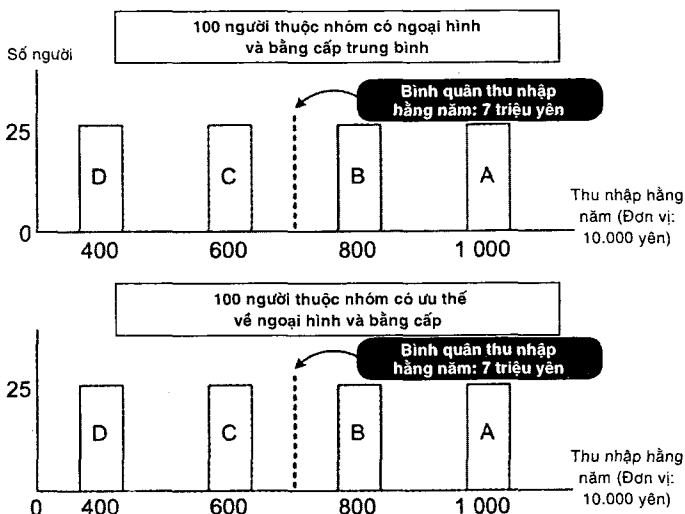 100 người thuộc nhóm có ngoại hình
và bằng cấp trung bình
Số người
Bình quân thu nhập
hằng năm: 7 triệu yên
25
D
C
B
A
Thu nhập hằng
năm (Đơn vị:
10.000 yên)
0
400
600
800
1 000
100 người thuộc nhóm có ưu thế
về ngoại hình và bằng cấp
Bình quân thu nhập
hằng năm: 7 triệu yên
25
D
C
B
A
Thu nhập hằng
năm (Đơn vị:
10.000 yên)
0
400
600
800
1 000